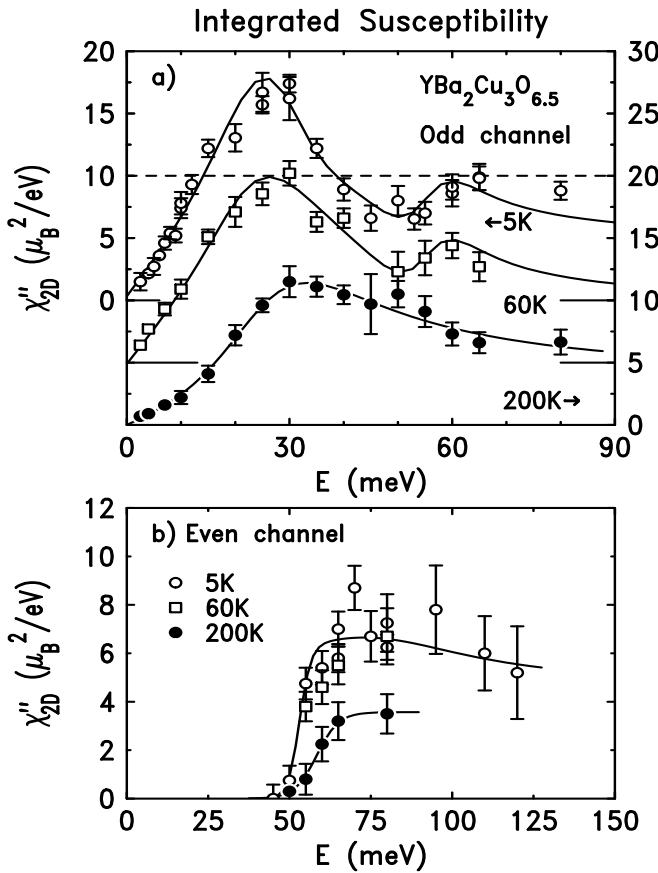 Integrated Susceptibility
20
30
a)
YBa₂Cu₃O₆.₅
15
25
Odd channel
10
20
←5K
5
15
0
60K
10
5
200K→
0
0
30
60
90
E (meV)
χ''₂D (μB²/eV)
12
b) Even channel
10
5K
8
60K
200K
6
4
2
0
0
25
50
75
100
125
150
E (meV)
χ''₂D (μB²/eV)